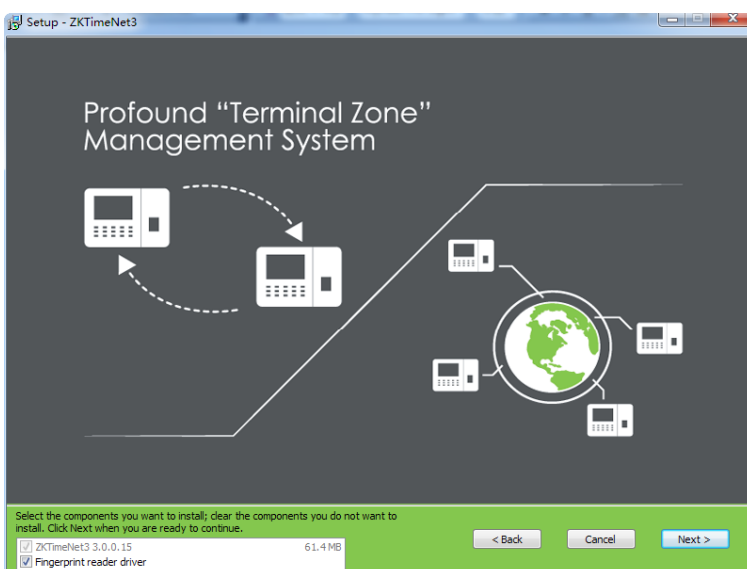 Setup - ZKTimeNet3
Profound “Terminal Zone”
Management System
Select the components you want to install; clear the components you do not want to
install. Click Next when you are ready to continue.
ZKTimeNet3 3.0.0.15 61.4 MB
Fingerprint reader driver
< Back Cancel Next >